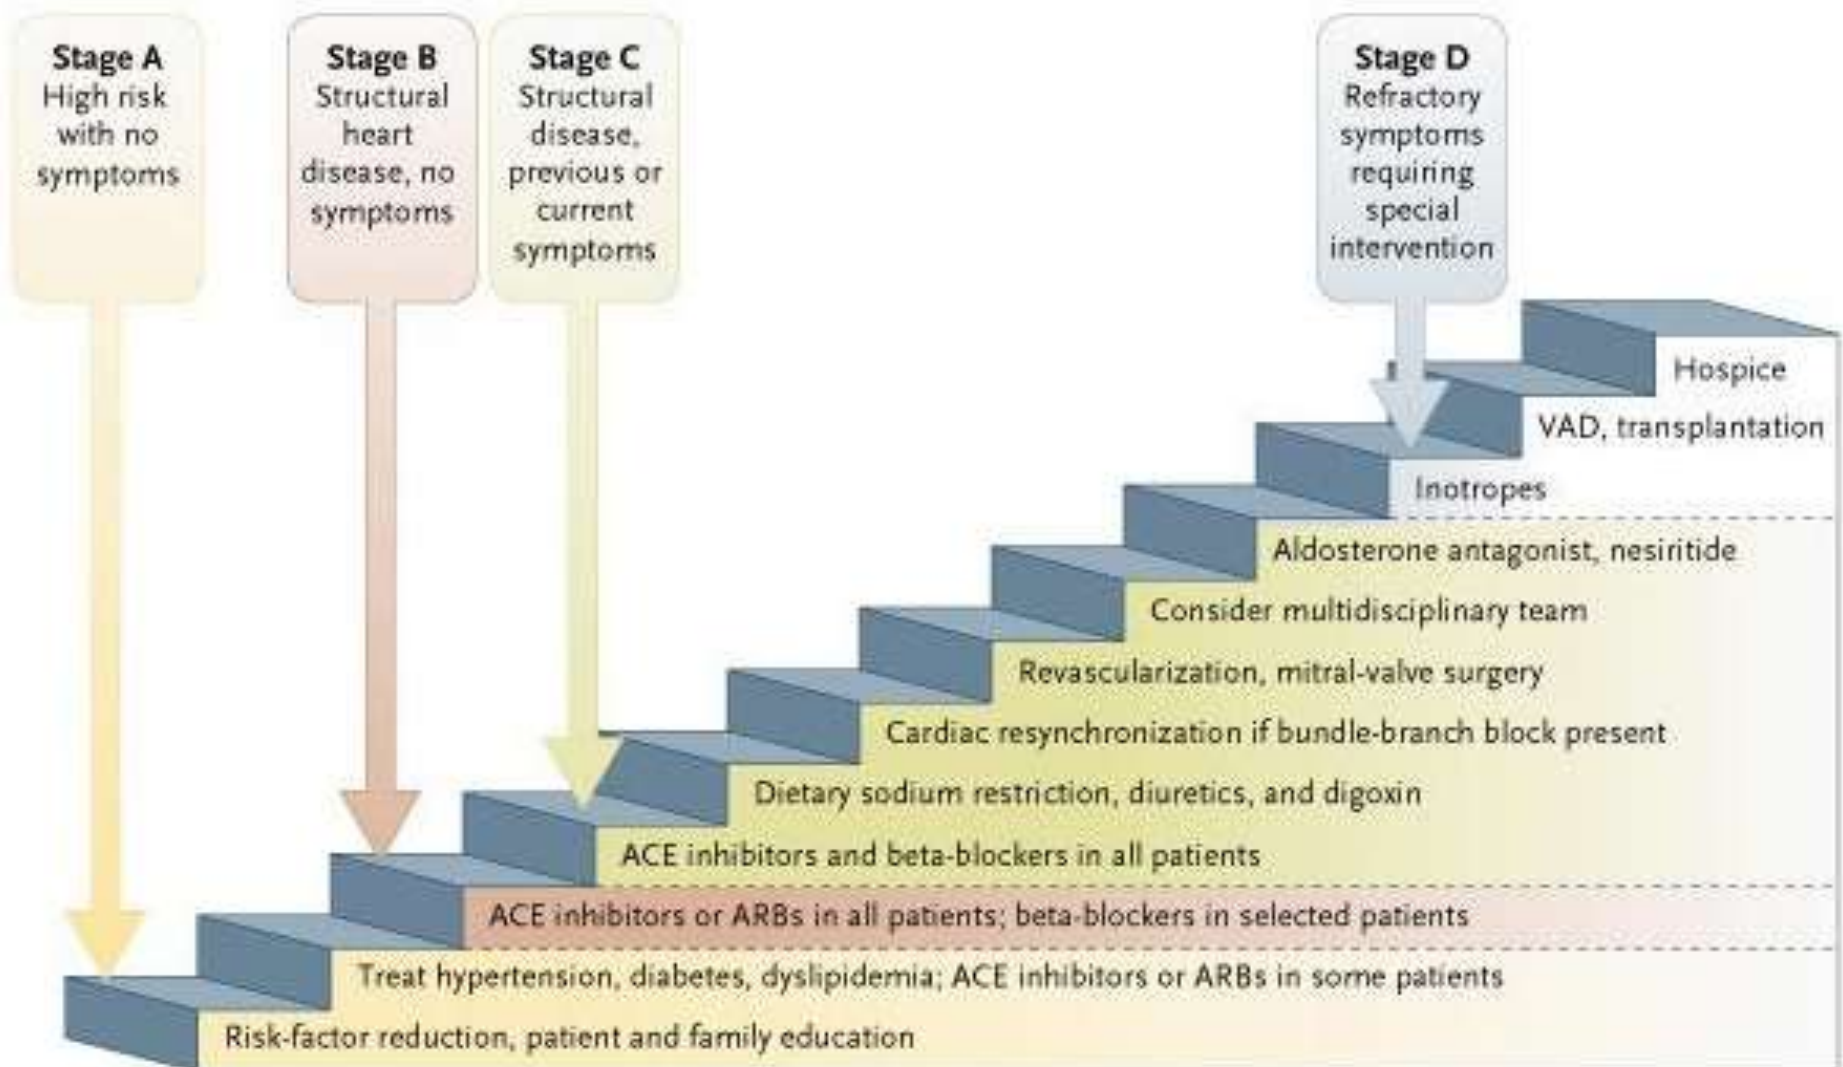 Stage A
High risk
with no
symptoms
Stage B
Structural
heart
disease, no
symptoms
Stage C
Structural
disease,
previous or
current
symptoms
Stage D
Refractory
symptoms
requiring
special
intervention
Hospice
VAD, transplantation
Inotropes
Aldosterone antagonist, nesiritide
Consider multidisciplinary team
Revascularization, mitral-valve surgery
Cardiac resynchronization if bundle-branch block present
Dietary sodium restriction, diuretics, and digoxin
ACE inhibitors and beta-blockers in all patients
ACE inhibitors or ARBs in all patients; beta-blockers in selected patients
Treat hypertension, diabetes, dyslipidemia; ACE inhibitors or ARBs in some patients
Risk-factor reduction, patient and family education